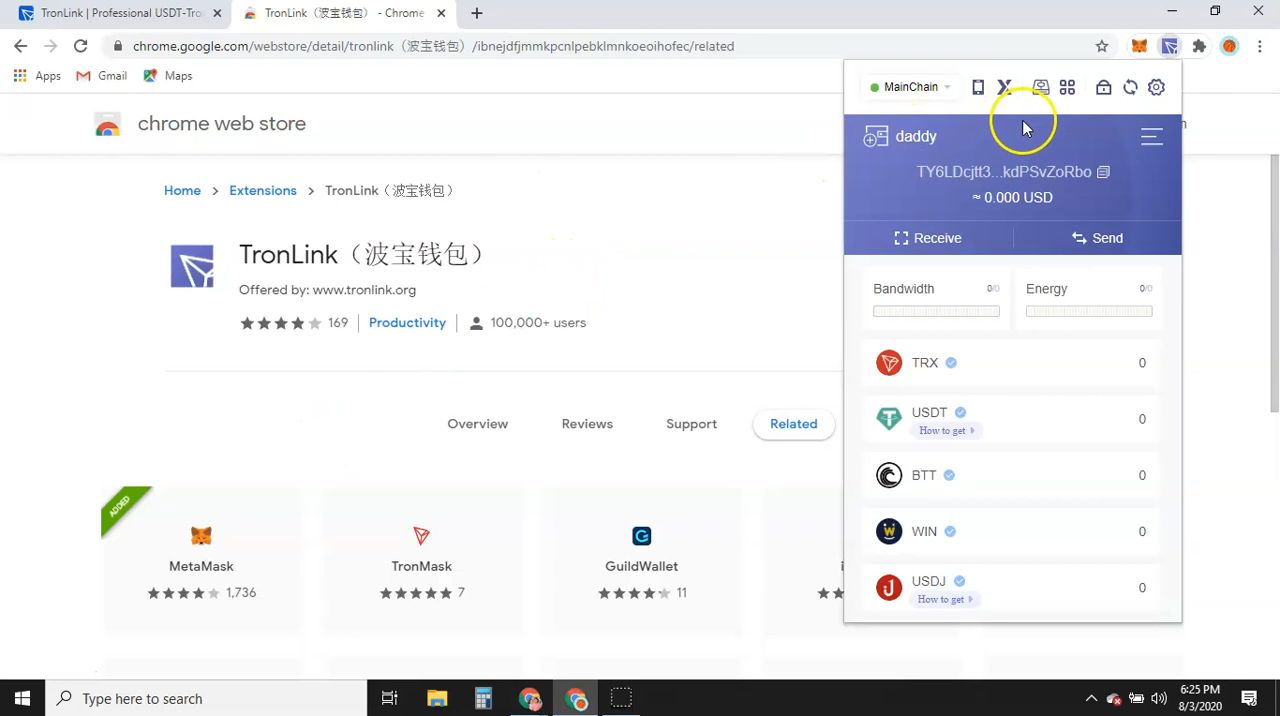 TronLink | Professional USDT-Tron
TronLink（波宝钱包） - Chrome
chrome.google.com/webstore/detail/tronlink（波宝钱包）/ibnejdfjmmkpcnlpebklmnkoeoihofec/related
Apps
Gmail
Maps
chrome web store
Home > Extensions > TronLink（波宝钱包）
TronLink（波宝钱包）
Offered by: www.tronlink.org
169
Productivity
100,000+ users
Overview
Reviews
Support
Related
ADDED
MetaMask
1,736
TronMask
7
GuildWallet
11
MainChain
daddy
TY6LDcjtt3...kdPSvZoRbo
≈ 0.000 USD
Receive
Send
Bandwidth
0/0
Energy
0/0
TRX
0
USDT
How to get
0
BTT
0
WIN
0
USDJ
How to get
0
Type here to search
6:25 PM
8/3/2020